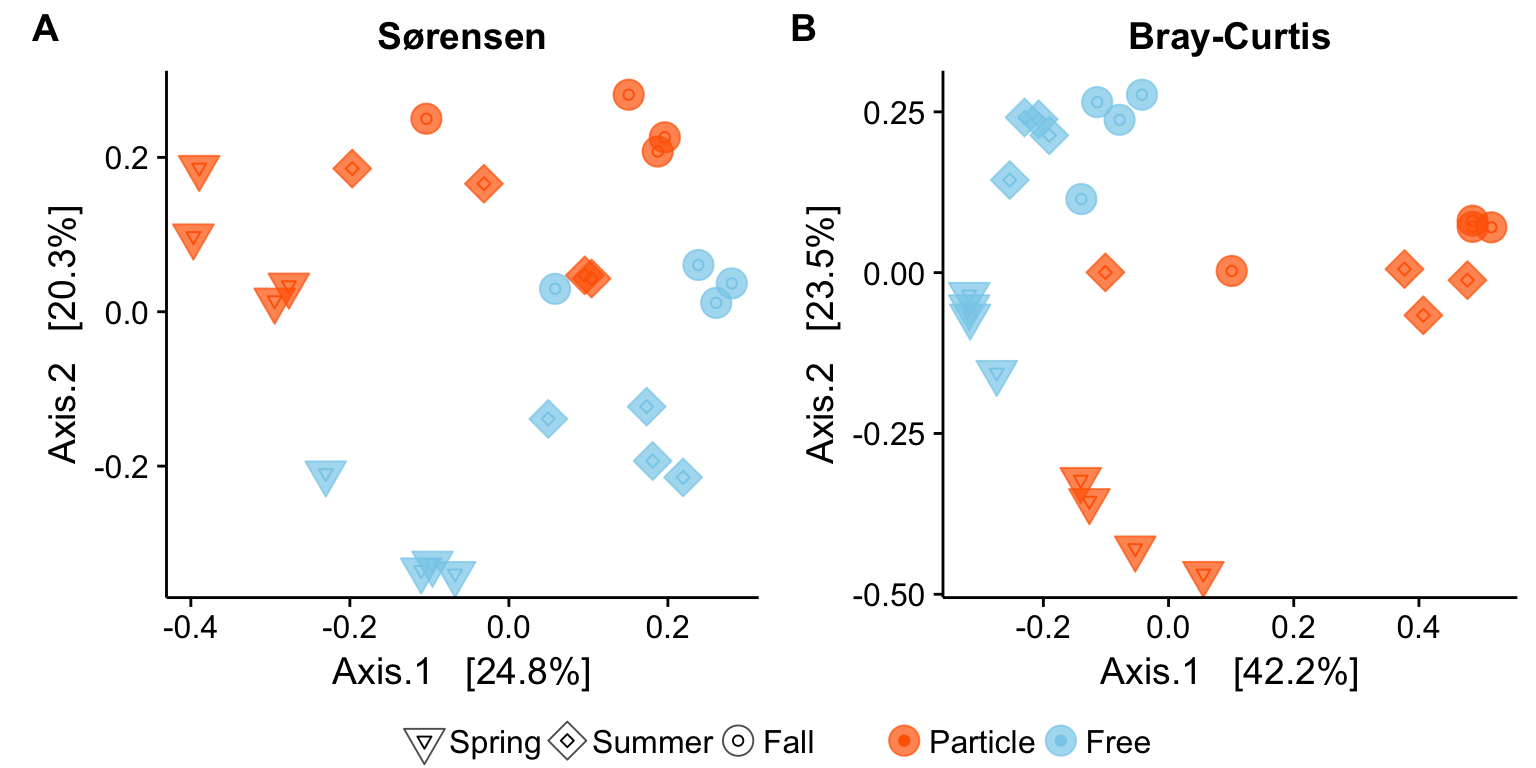 A
Sørensen
0.2
0.0
-0.2
Axis.2 [20.3%]
-0.4 -0.2 0.0 0.2
Axis.1 [24.8%]
B
Bray-Curtis
0.25
0.00
-0.25
-0.50
Axis.2 [23.5%]
-0.2 0.0 0.2 0.4
Axis.1 [42.2%]
Spring Summer Fall Particle Free